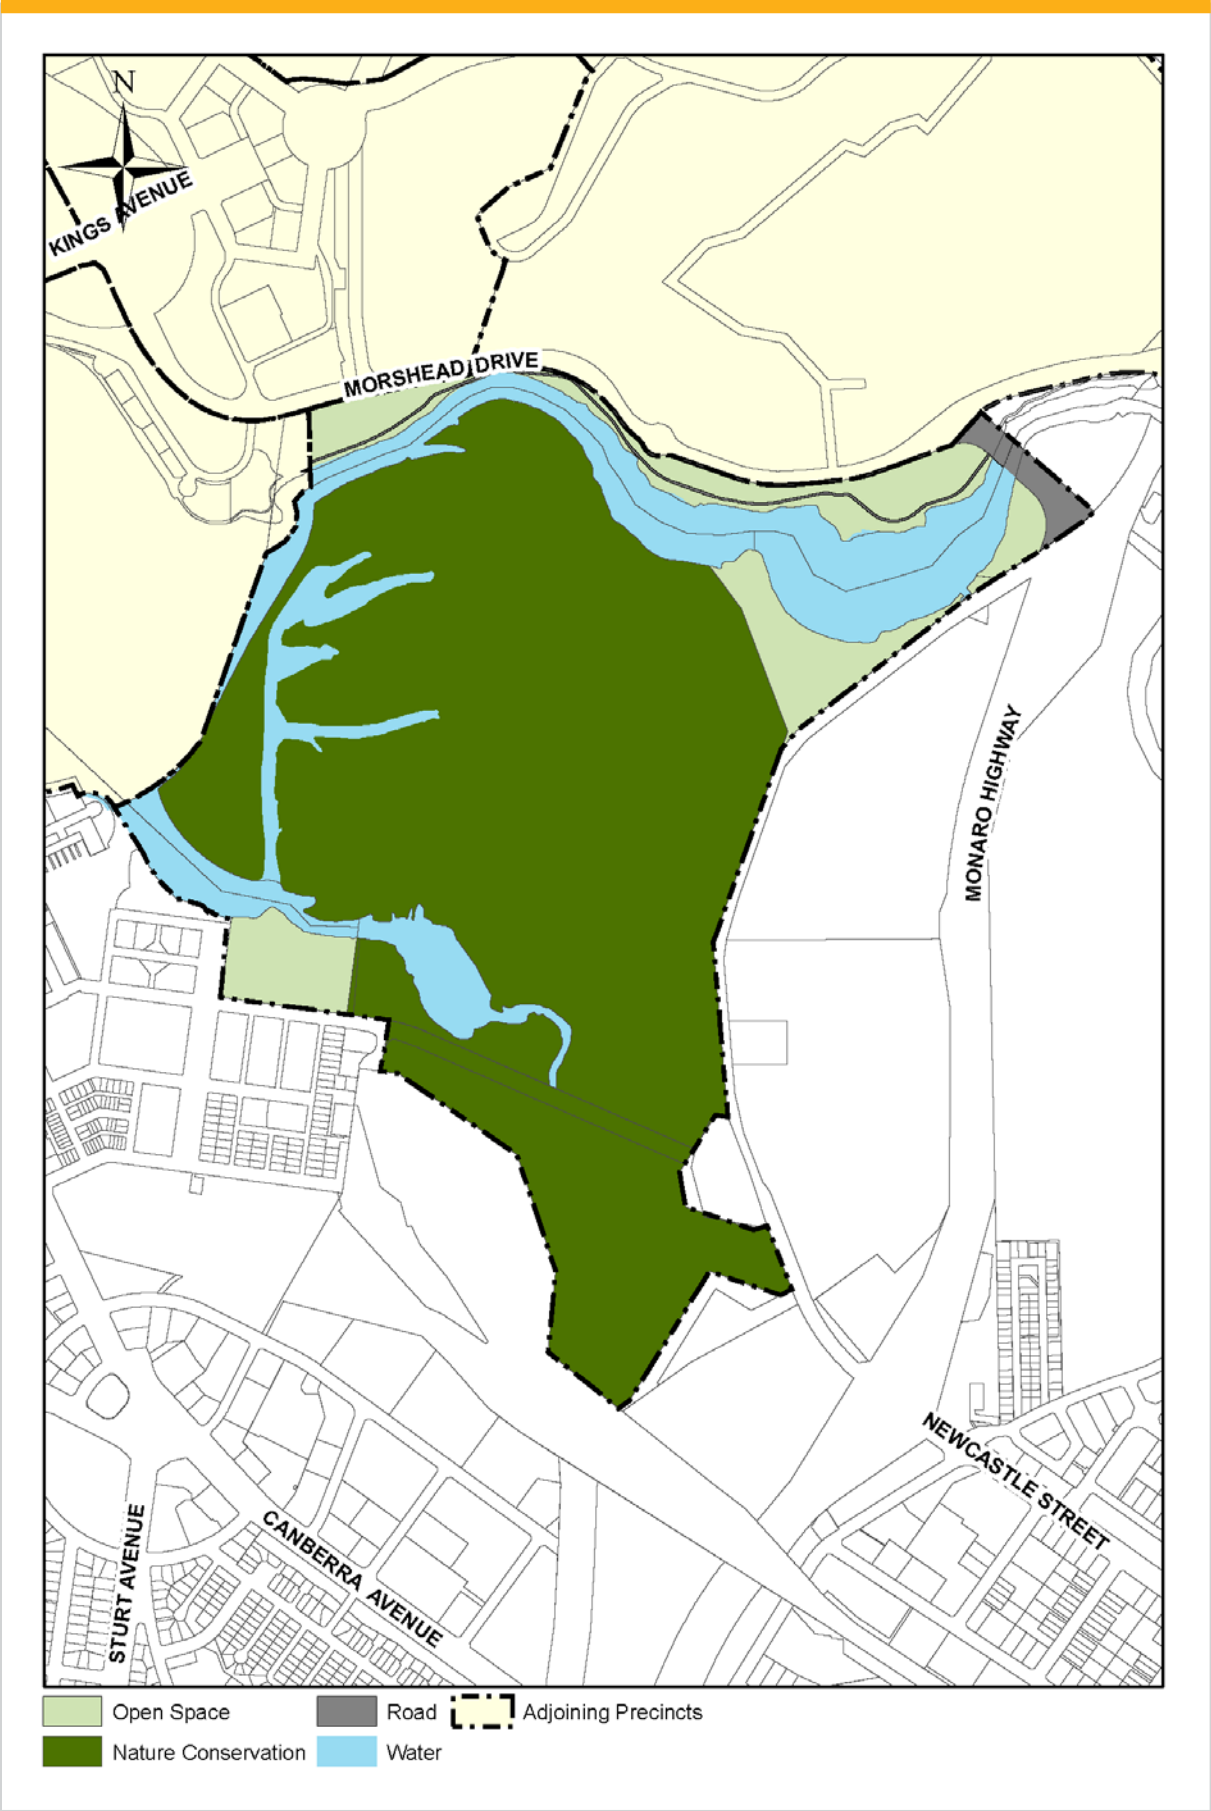 N
KINGS AVENUE
MORSHEAD DRIVE
MONARO HIGHWAY
NEWCASTLE STREET
CANBERRA AVENUE
STURT AVENUE
Open Space
Road
Adjoining Precincts
Nature Conservation
Water